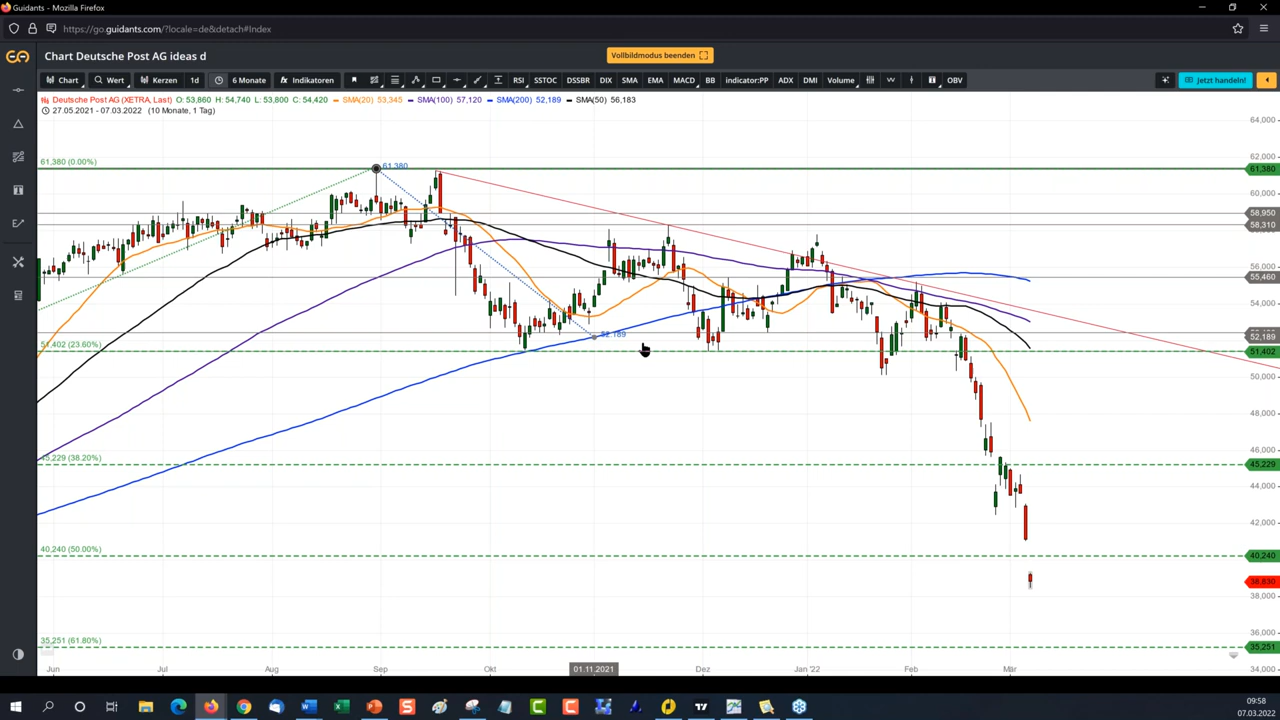 Guidants - Mozilla Firefox
https://go.guidants.com/?locale=de&detach#Index
Chart Deutsche Post AG ideas d
Vollbildmodus beenden
Chart Wert Kerzen 1d 6 Monate Indikatoren RSI SSTOC DSSBR DIX SMA EMA MACD BB indicator:PP ADX DMI Volume OBV Jetzt handeln!
Deutsche Post AG (XETRA, Last) O: 53,860 H: 54,740 L: 53,800 C: 54,420 SMA(20) 53,345 SMA(100) 57,120 SMA(200) 52,189 SMA(50) 56,183
27.05.2021 - 07.03.2022 (10 Monate, 1 Tag)
64,000
62,000
61,380 (0.00%) 61,380 61,380
60,000
58,950
58,310
56,000
55,460
54,000
52,189 52,189
51,402 (23.60%) 51,402
50,000
48,000
46,000
45,229 (38.20%) 45,229
44,000
42,000
40,240 (50.00%) 40,240
38,830
38,000
36,000
35,251 (61.80%) 35,251
34,000
Jun Jul Aug Sep Okt 01.11.2021 Dez Jan '22 Feb Mär
09:58
07.03.2022